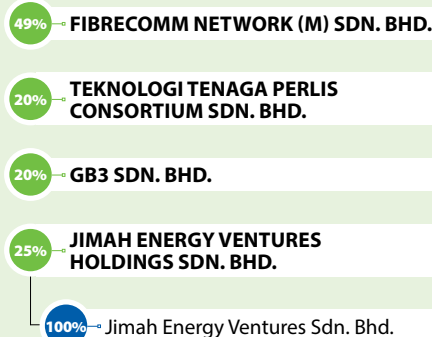 49% FIBRECOMM NETWORK (M) SDN. BHD.
20% TEKNOLOGI TENAGA PERLIS
CONSORTIUM SDN. BHD.
20% GB3 SDN. BHD.
25% JIMAH ENERGY VENTURES
HOLDINGS SDN. BHD.
100% Jimah Energy Ventures Sdn. Bhd.